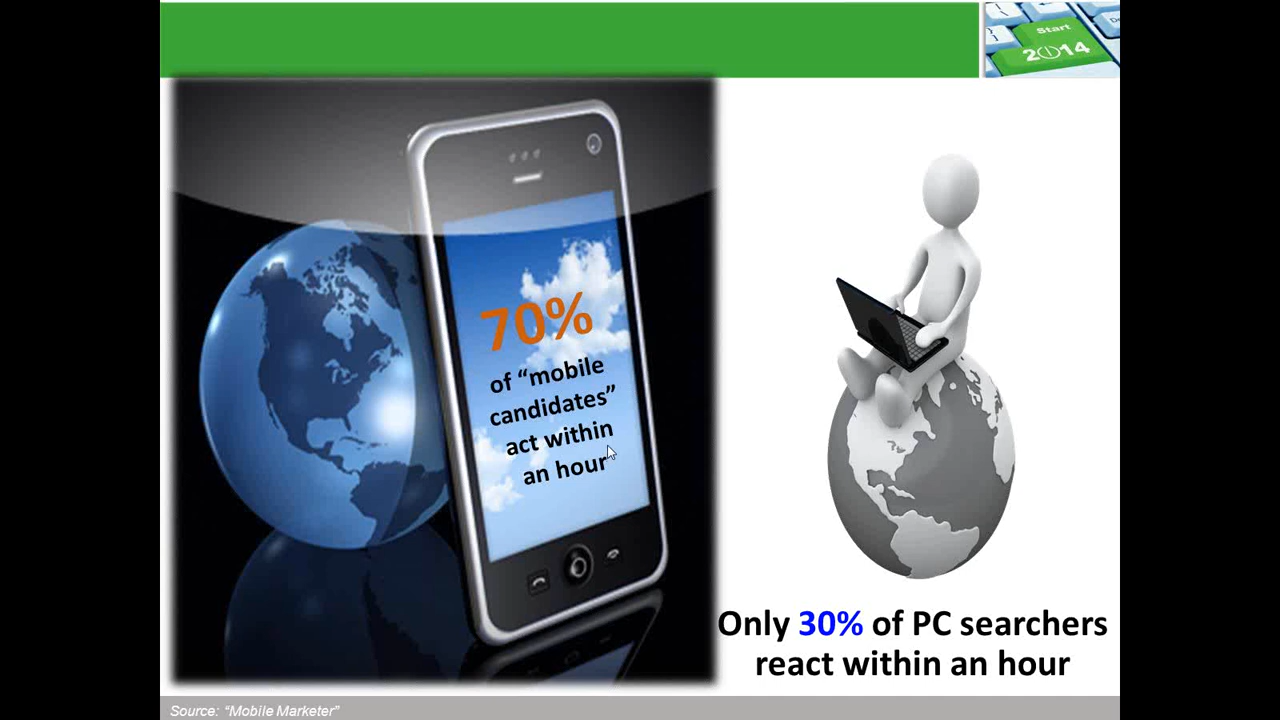 Start
2014
70%
of “mobile
candidates”
act within
an hour
Only 30% of PC searchers
react within an hour
Source: “Mobile Marketer”